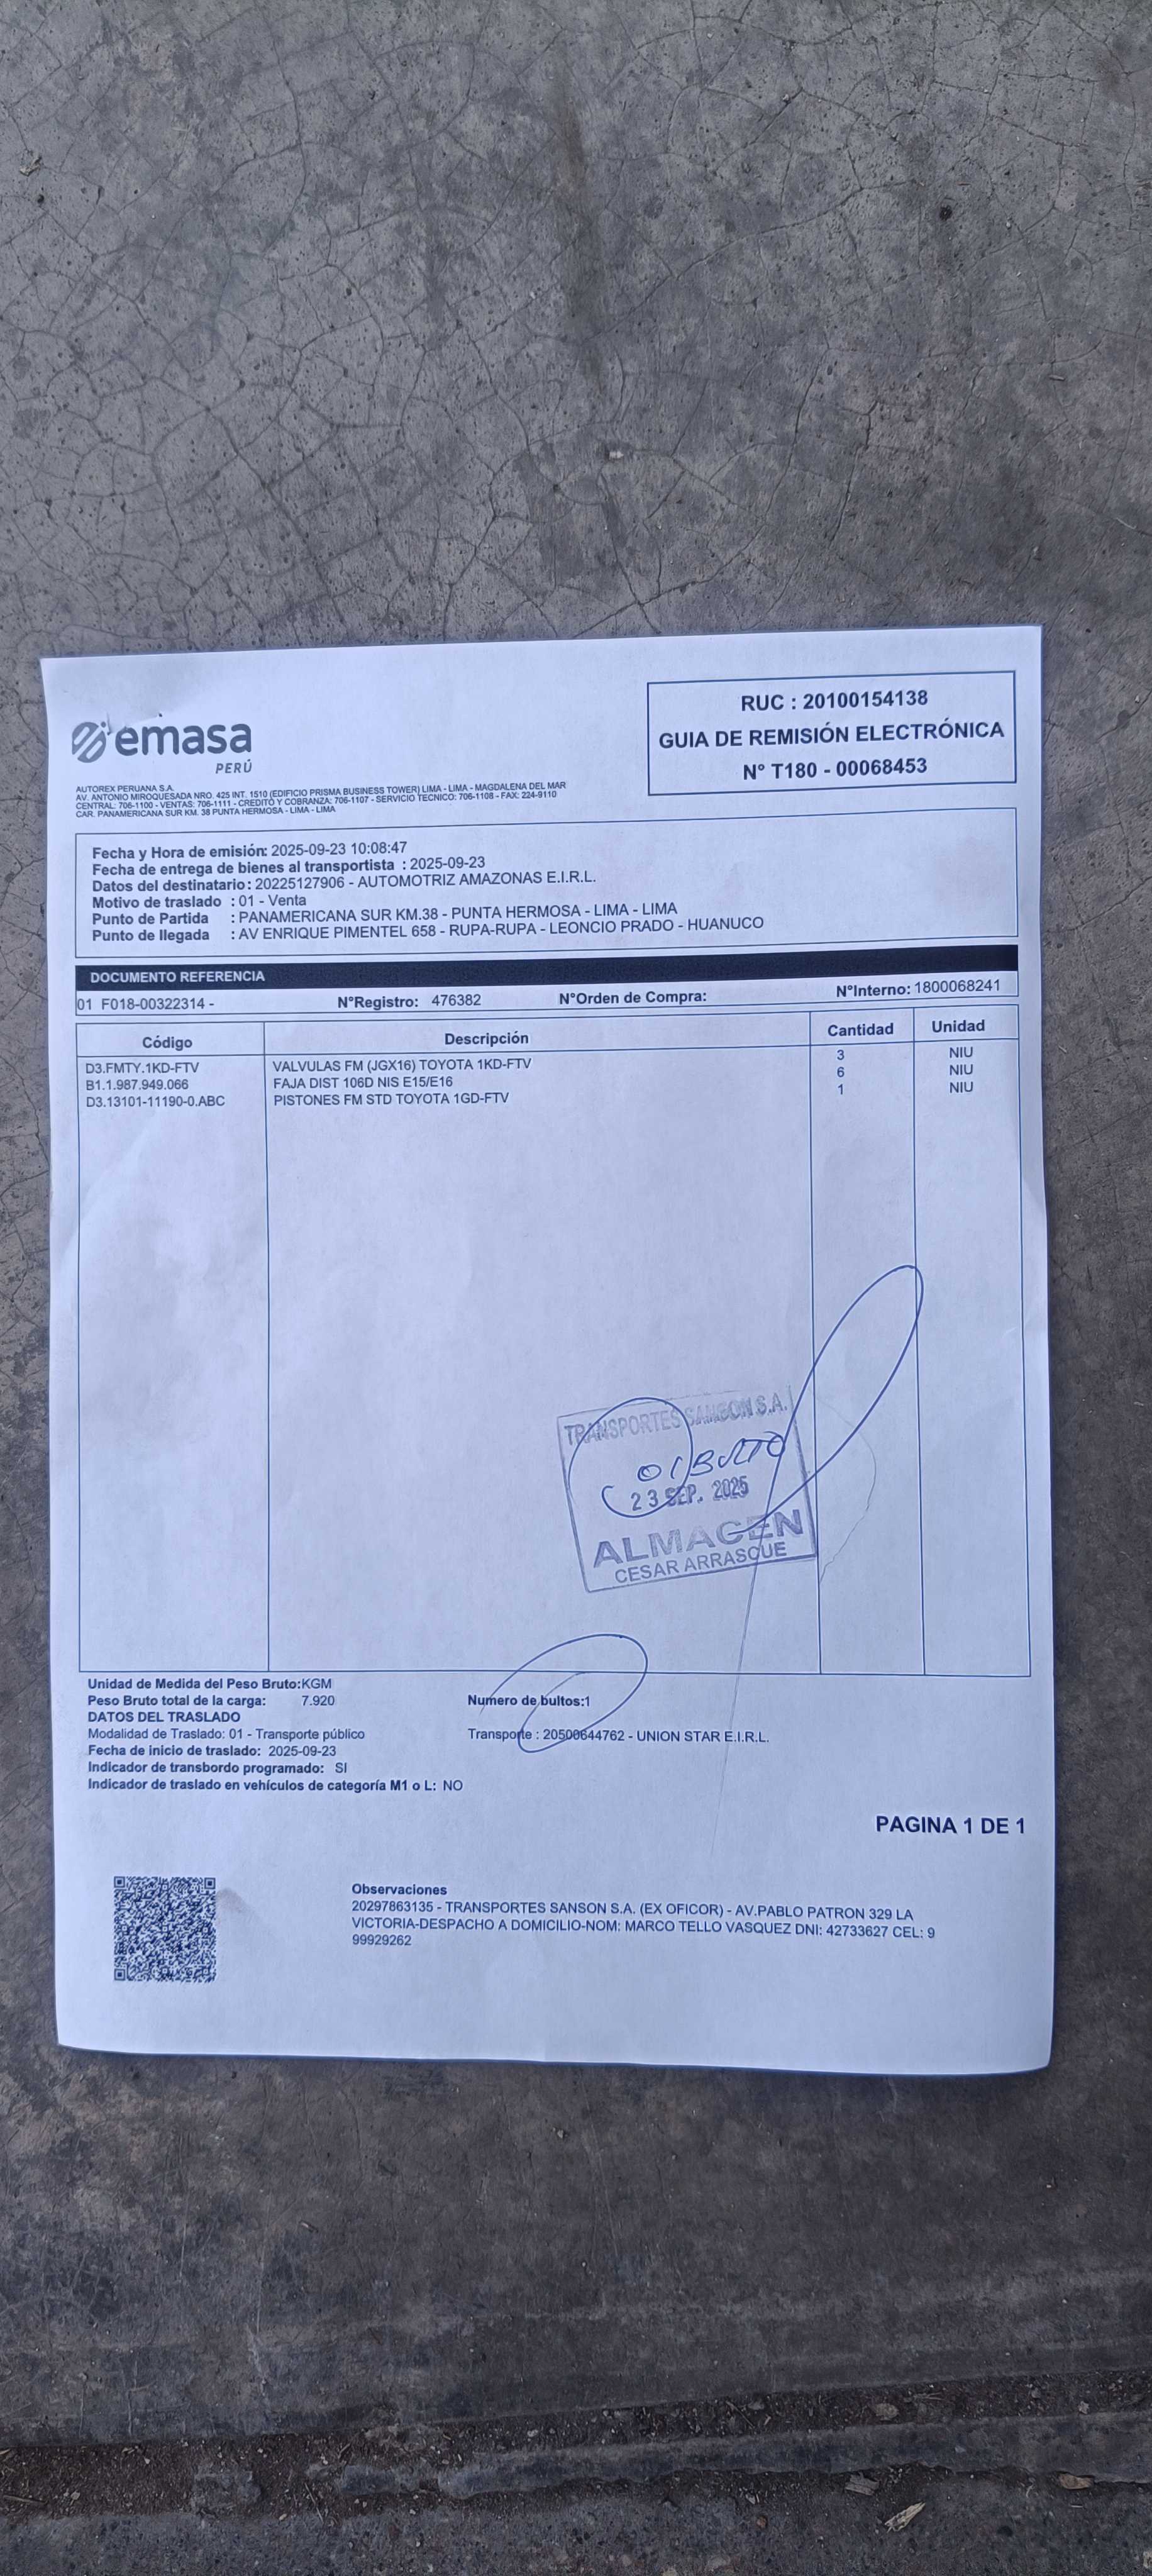 emasa
PERÚ
RUC : 20100154138
GUIA DE REMISIÓN ELECTRÓNICA
N° T180 - 00068453
AUTOREX PERUANA S.A.
AV. ANTONIO MIROQUESADA NRO. 425 INT. 1510 (EDIFICIO PRISMA BUSINESS TOWER) LIMA - LIMA - MAGDALENA DEL MAR
CENTRAL: 706-1100 - VENTAS: 706-1111 - CREDITO Y COBRANZA: 706-1107 - SERVICIO TECNICO: 706-1108 - FAX: 224-9110
CAR. PANAMERICANA SUR KM. 38 PUNTA HERMOSA - LIMA - LIMA
Fecha y Hora de emisión: 2025-09-23 10:08:47
Fecha de entrega de bienes al transportista : 2025-09-23
Datos del destinatario: 20225127906 - AUTOMOTRIZ AMAZONAS E.I.R.L.
Motivo de traslado : 01 - Venta
Punto de Partida : PANAMERICANA SUR KM.38 - PUNTA HERMOSA - LIMA - LIMA
Punto de llegada : AV ENRIQUE PIMENTEL 658 - RUPA-RUPA - LEONCIO PRADO - HUANUCO
DOCUMENTO REFERENCIA
01 F018-00322314 - N°Registro: 476382 N°Orden de Compra: N°Interno: 1800068241
Código Descripción Cantidad Unidad
D3.FMTY.1KD-FTV VALVULAS FM (JGX16) TOYOTA 1KD-FTV 3 NIU
B1.1.987.949.066 FAJA DIST 106D NIS E15/E16 6 NIU
D3.13101-11190-0.ABC PISTONES FM STD TOYOTA 1GD-FTV 1 NIU
TRANSPORTES SANSON S.A.
01 BULTO
23 SEP. 2025
ALMACEN
CESAR ARRASCUE
Unidad de Medida del Peso Bruto:KGM
Peso Bruto total de la carga: 7.920 Numero de bultos:1
DATOS DEL TRASLADO
Modalidad de Traslado: 01 - Transporte público Transporte : 20500644762 - UNION STAR E.I.R.L.
Fecha de inicio de traslado: 2025-09-23
Indicador de transbordo programado: SI
Indicador de traslado en vehículos de categoría M1 o L: NO
PAGINA 1 DE 1
Observaciones
20297863135 - TRANSPORTES SANSON S.A. (EX OFICOR) - AV.PABLO PATRON 329 LA
VICTORIA-DESPACHO A DOMICILIO-NOM: MARCO TELLO VASQUEZ DNI: 42733627 CEL: 9
99929262